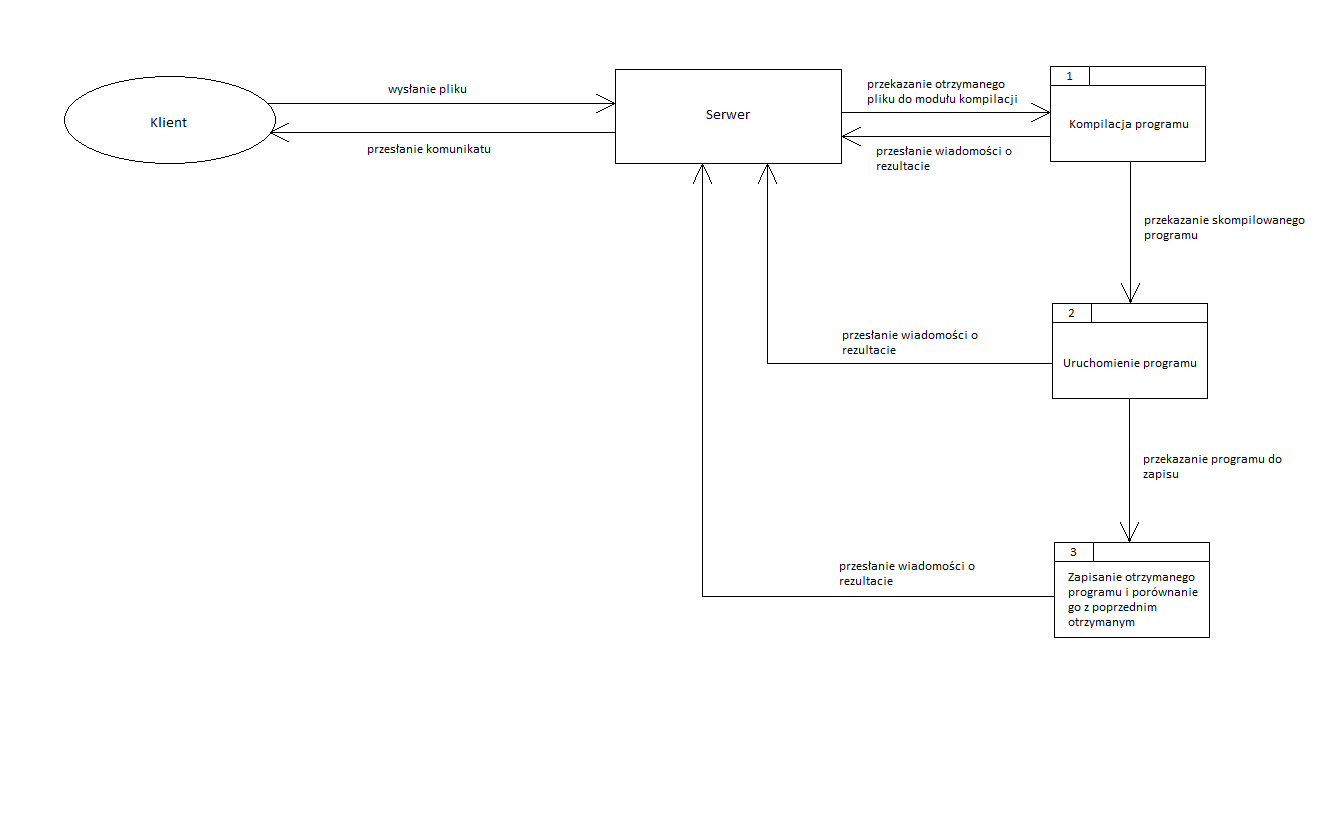 Klient
wysłanie pliku
przesłanie komunikatu
Serwer
przekazanie otrzymanego
pliku do modułu kompilacji
przesłanie wiadomości o
rezultacie
1
Kompilacja programu
przekazanie skompilowanego
programu
2
Uruchomienie programu
przesłanie wiadomości o
rezultacie
przekazanie programu do
zapisu
3
Zapisanie otrzymanego
programu i porównanie
go z poprzednim
otrzymanym
przesłanie wiadomości o
rezultacie